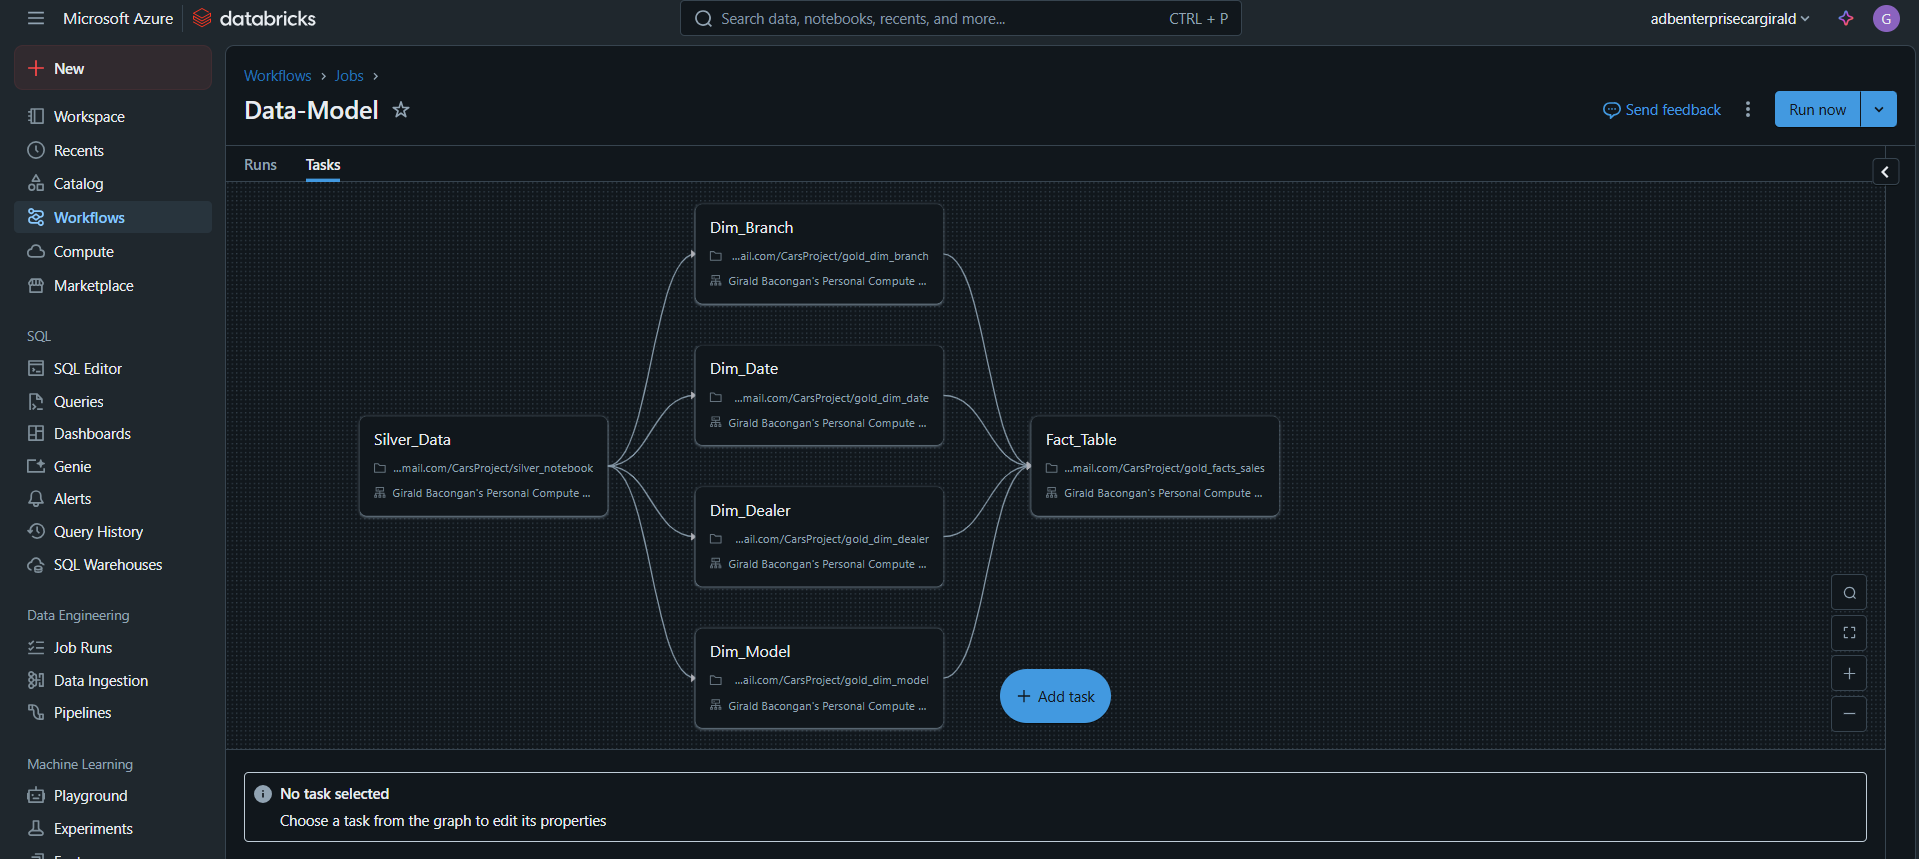 Microsoft Azure
databricks
Search data, notebooks, recents, and more...
CTRL + P
adbenterprisecargirald
G
New
Workspace
Recents
Catalog
Workflows
Compute
Marketplace
SQL
SQL Editor
Queries
Dashboards
Genie
Alerts
Query History
SQL Warehouses
Data Engineering
Job Runs
Data Ingestion
Pipelines
Machine Learning
Playground
Experiments
Workflows > Jobs >
Data-Model
Send feedback
Run now
Runs
Tasks
Silver_Data
...mail.com/CarsProject/silver_notebook
Girald Bacongan's Personal Compute ...
Dim_Branch
...ail.com/CarsProject/gold_dim_branch
Girald Bacongan's Personal Compute ...
Dim_Date
...mail.com/CarsProject/gold_dim_date
Girald Bacongan's Personal Compute ...
Dim_Dealer
...ail.com/CarsProject/gold_dim_dealer
Girald Bacongan's Personal Compute ...
Dim_Model
...ail.com/CarsProject/gold_dim_model
Girald Bacongan's Personal Compute ...
Fact_Table
...mail.com/CarsProject/gold_facts_sales
Girald Bacongan's Personal Compute ...
+ Add task
No task selected
Choose a task from the graph to edit its properties